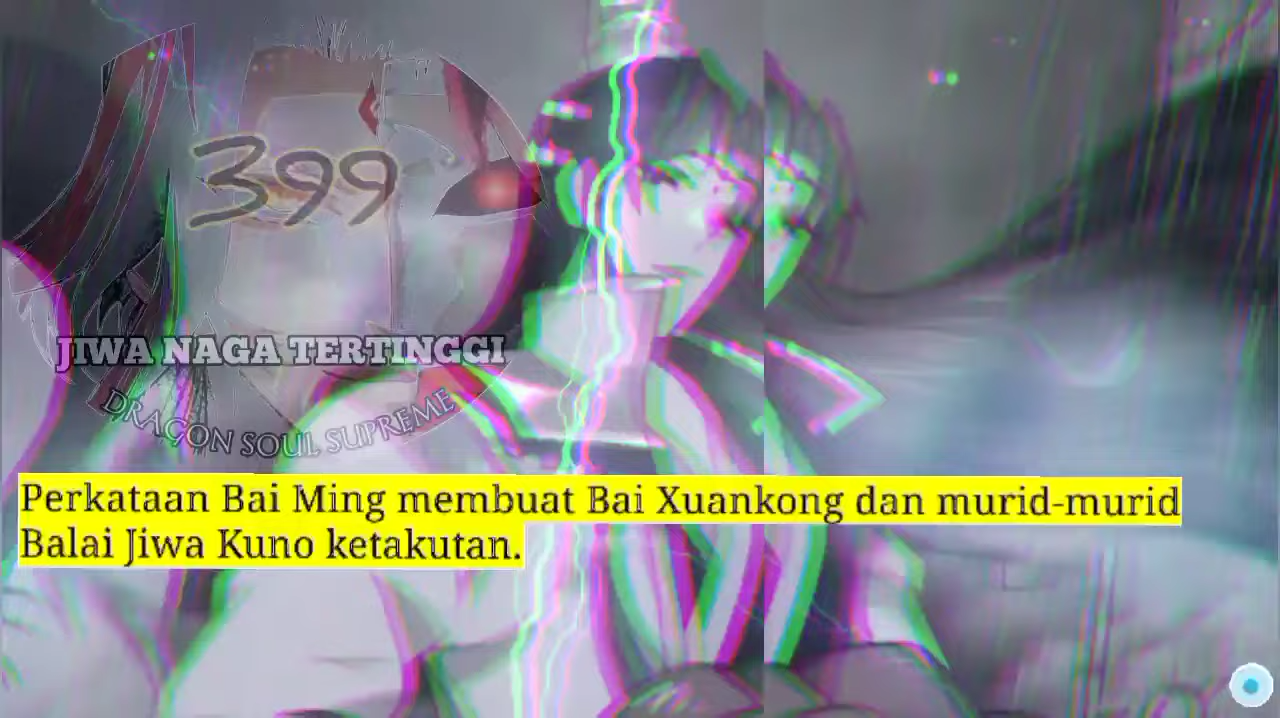 399
JIWA NAGA TERTINGGI
DRAGON SOUL SUPREME
Perkataan Bai Ming membuat Bai Xuankong dan murid-murid
Balai Jiwa Kuno ketakutan.